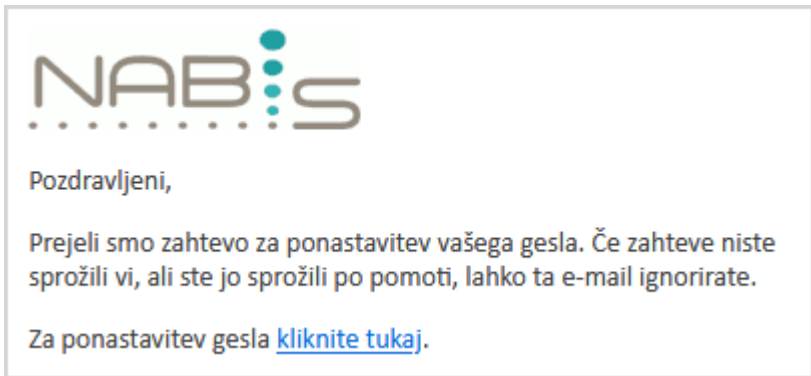 NABIS
Pozdravljeni,
Prejeli smo zahtevo za ponastavitev vašega gesla. Če zahteve niste
sprožili vi, ali ste jo sprožili po pomoti, lahko ta e-mail ignorirate.
Za ponastavitev gesla kliknite tukaj.